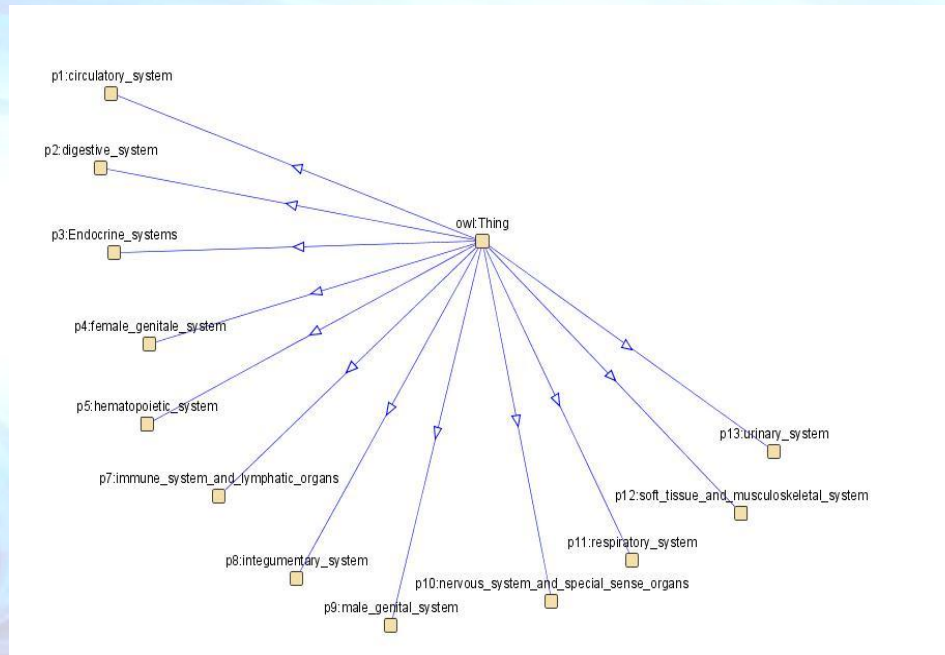 p1:circulatory_system
p2:digestive_system
owl:Thing
p3:Endocrine_systems
p4:female_genitale_system
p5:hematopoietic_system
p13:urinary_system
p7:immune_system_and_lymphatic_organs
p12:soft_tissue_and_musculoskeletal_system
p11:respiratory_system
p8:integumentary_system
p10:nervous_system_and_special_sense_organs
p9:male_genital_system